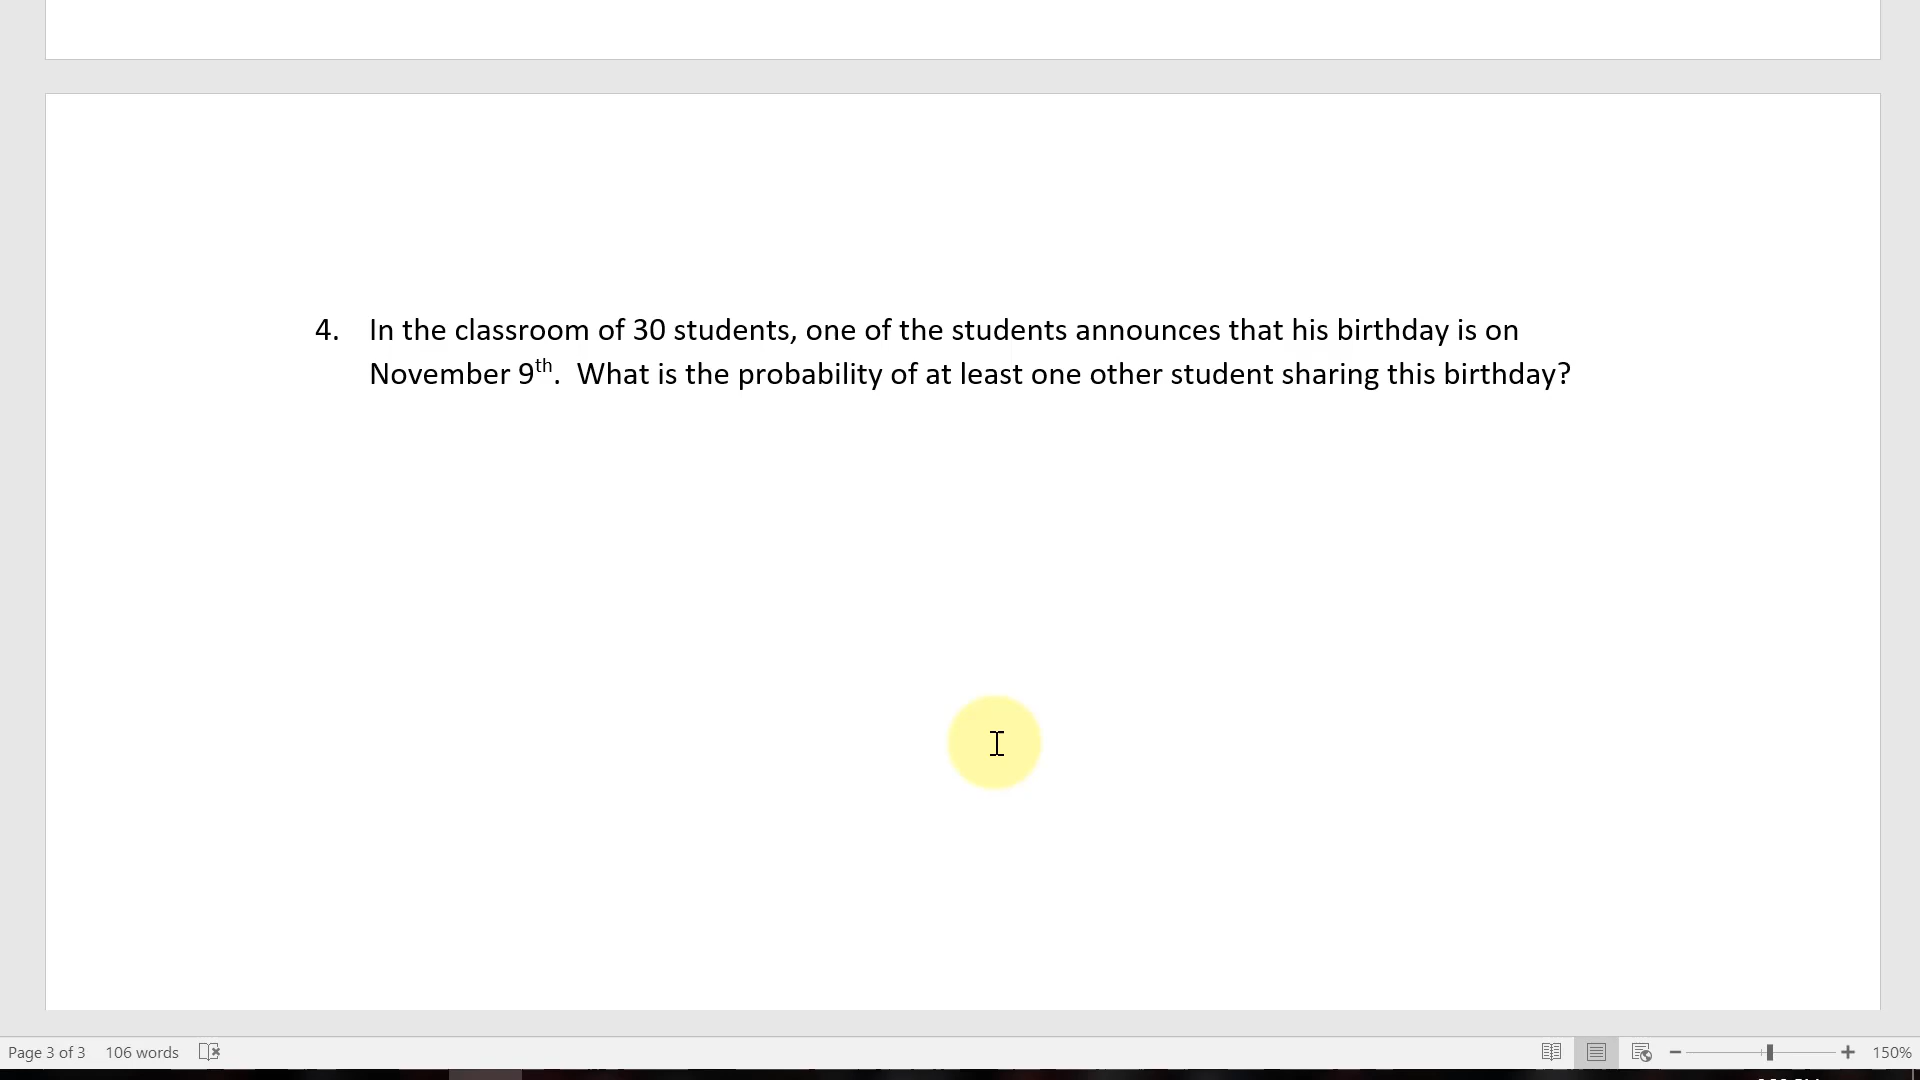 4. In the classroom of 30 students, one of the students announces that his birthday is on
November 9th. What is the probability of at least one other student sharing this birthday?
Page 3 of 3 106 words 150%